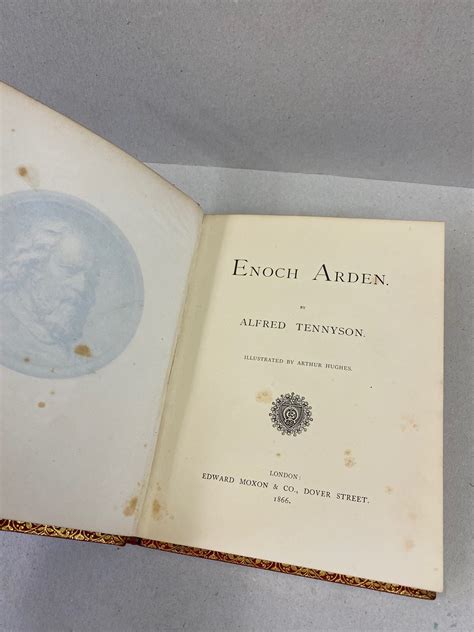 ENOCH ARDEN.
BY
ALFRED TENNYSON.
ILLUSTRATED BY ARTHUR HUGHES.
LONDON:
EDWARD MOXON & CO., DOVER STREET.
1866.